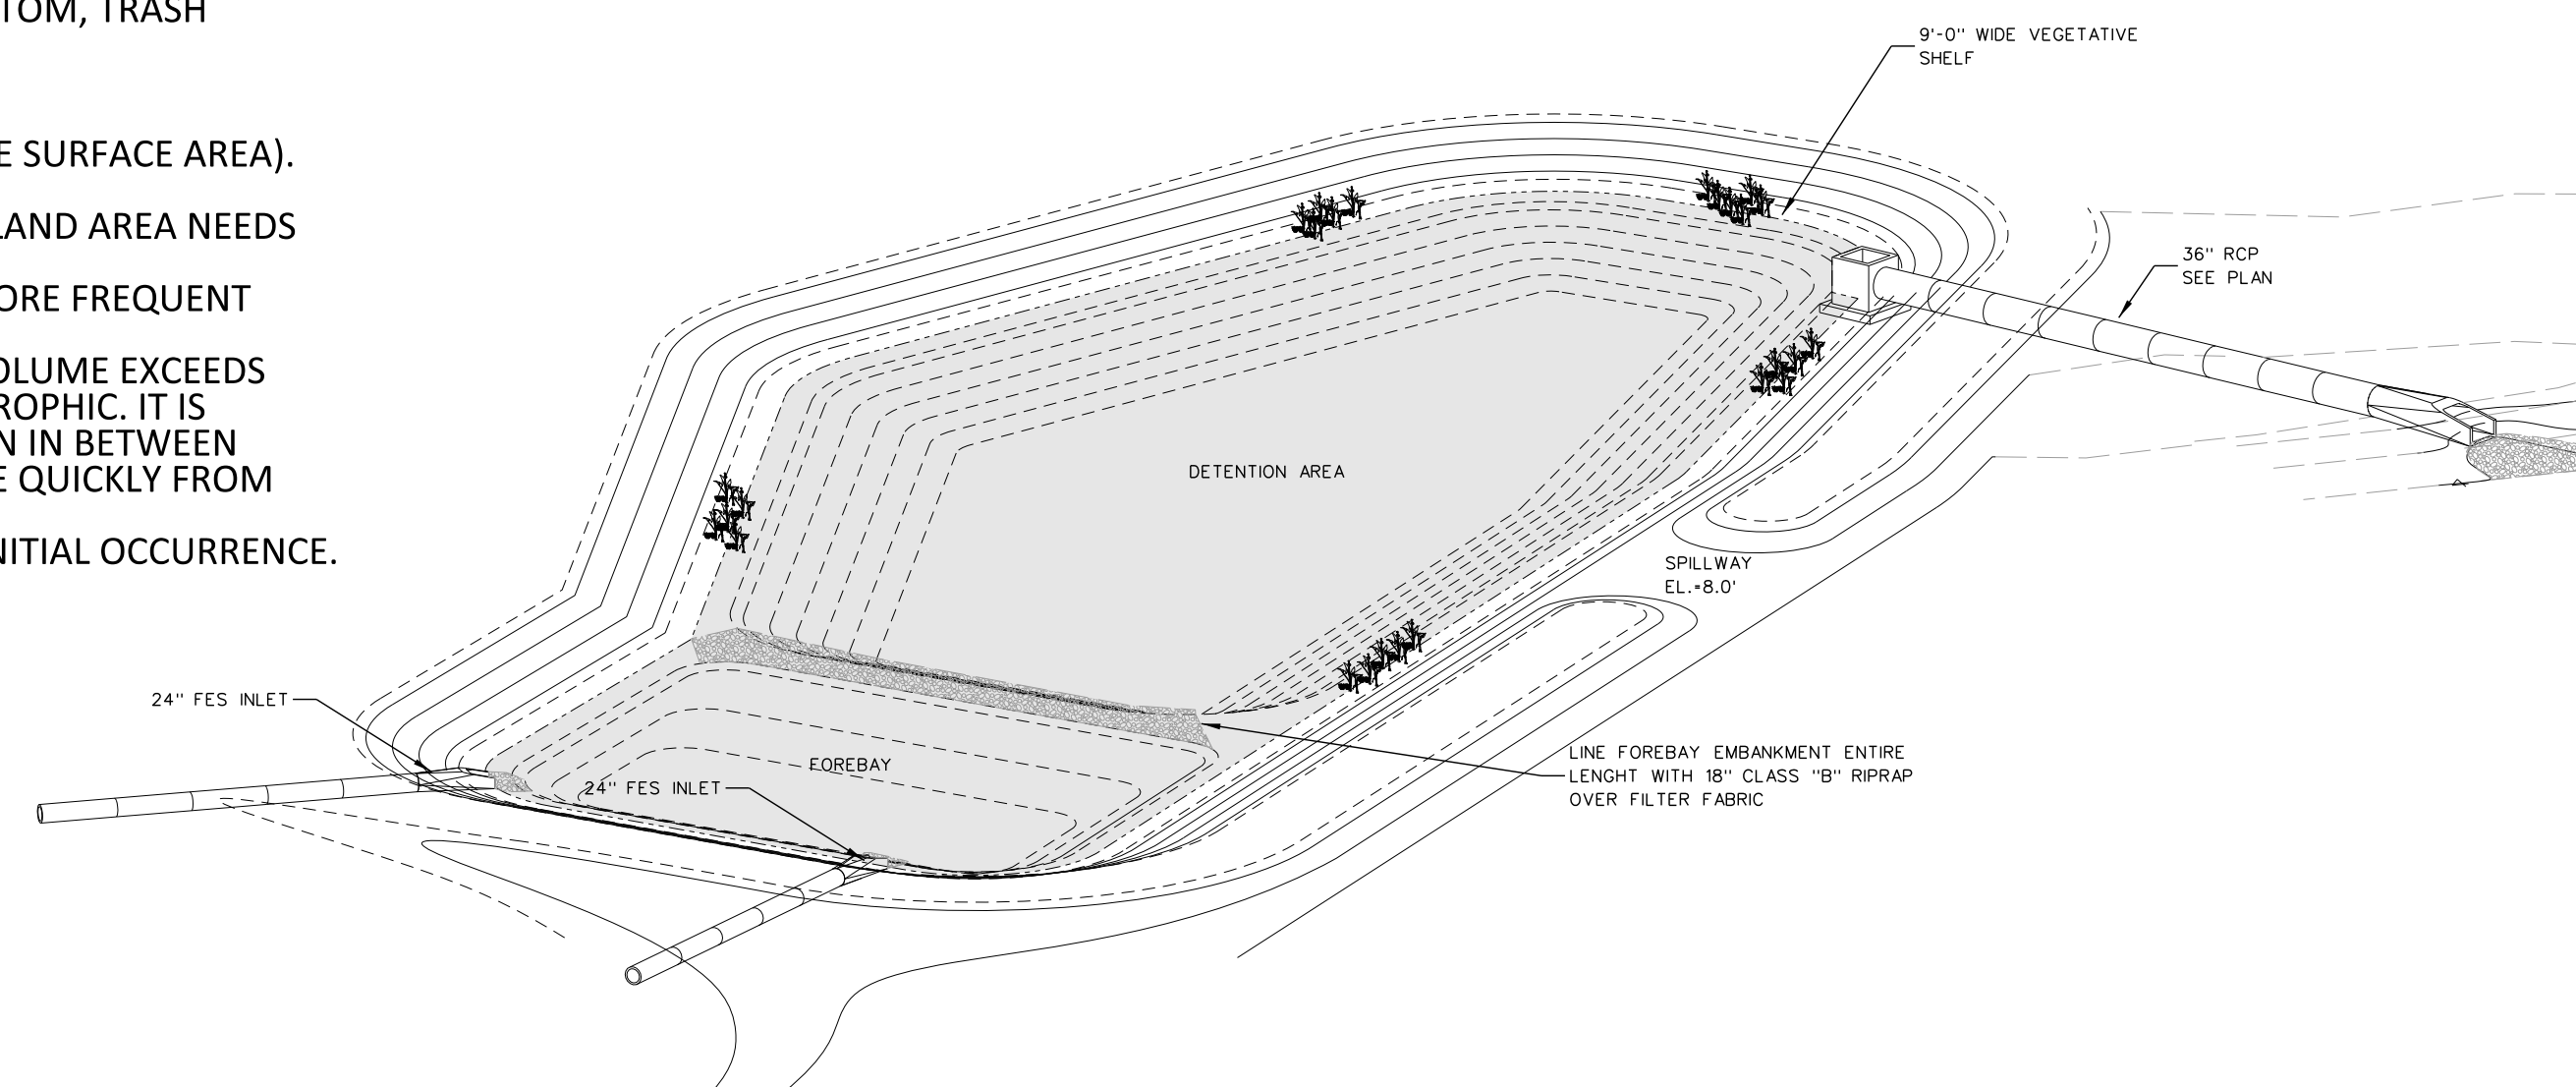 TOM, TRASH
E SURFACE AREA).
LAND AREA NEEDS
ORE FREQUENT
OLUME EXCEEDS
ROPHIC. IT IS
N IN BETWEEN
E QUICKLY FROM
NITIAL OCCURRENCE.
9'-0" WIDE VEGETATIVE
SHELF
36" RCP
SEE PLAN
DETENTION AREA
SPILLWAY
EL.=8.0'
24" FES INLET
FOREBAY
24" FES INLET
LINE FOREBAY EMBANKMENT ENTIRE
LENGHT WITH 18" CLASS "B" RIPRAP
OVER FILTER FABRIC